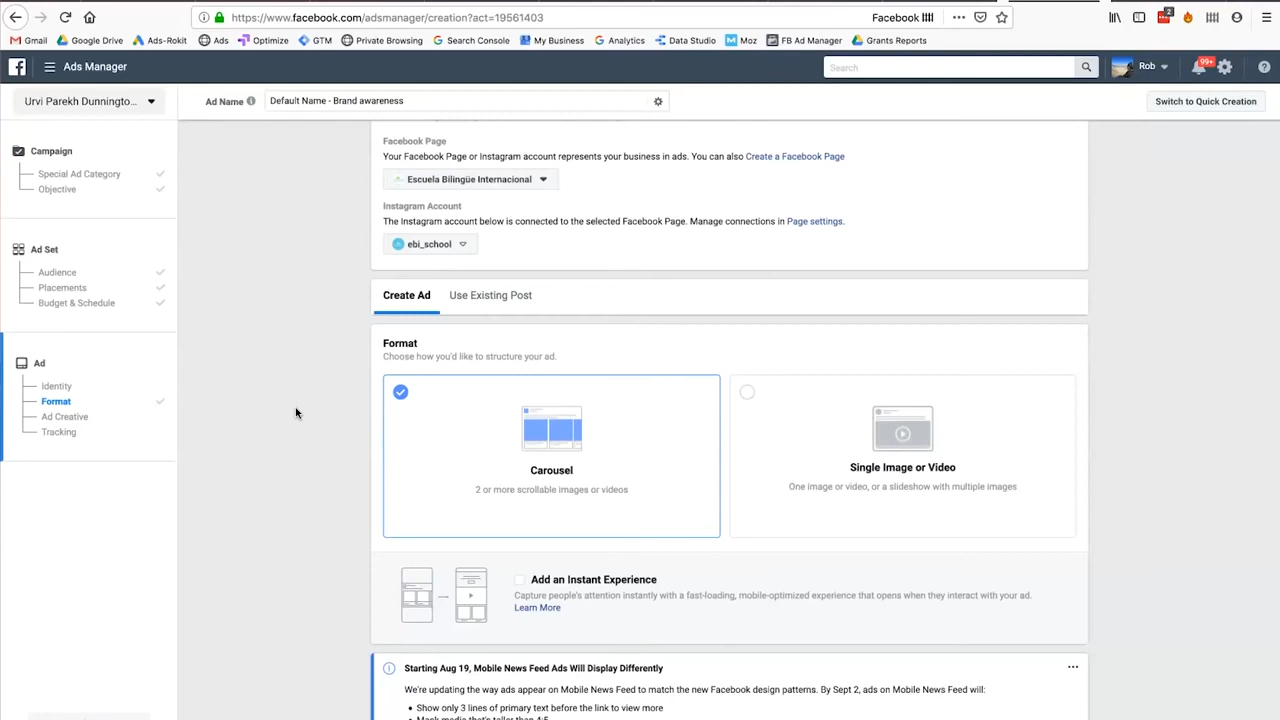 https://www.facebook.com/adsmanager/creation?act=19561403
Facebook
2
Gmail
Google Drive
Ads-Rokit
Ads
Optimize
GTM
Private Browsing
Search Console
My Business
Analytics
Data Studio
Moz
FB Ad Manager
Grants Reports
Ads Manager
Search
Rob
99+
Urvi Parekh Dunningto...
Ad Name
Default Name - Brand awareness
Switch to Quick Creation
Campaign
Special Ad Category
Objective
Ad Set
Audience
Placements
Budget & Schedule
Ad
Identity
Format
Ad Creative
Tracking
Facebook Page
Your Facebook Page or Instagram account represents your business in ads. You can also Create a Facebook Page
Escuela Bilingüe Internacional
Instagram Account
The Instagram account below is connected to the selected Facebook Page. Manage connections in Page settings.
ebi_school
Create Ad
Use Existing Post
Format
Choose how you'd like to structure your ad.
Carousel
2 or more scrollable images or videos
Single Image or Video
One image or video, or a slideshow with multiple images
Add an Instant Experience
Capture people's attention instantly with a fast-loading, mobile-optimized experience that opens when they interact with your ad.
Learn More
Starting Aug 19, Mobile News Feed Ads Will Display Differently
We're updating the way ads appear on Mobile News Feed to match the new Facebook design patterns. By Sept 2, ads on Mobile News Feed will:
• Show only 3 lines of primary text before the link to view more
• Mask media that's taller than 4:5